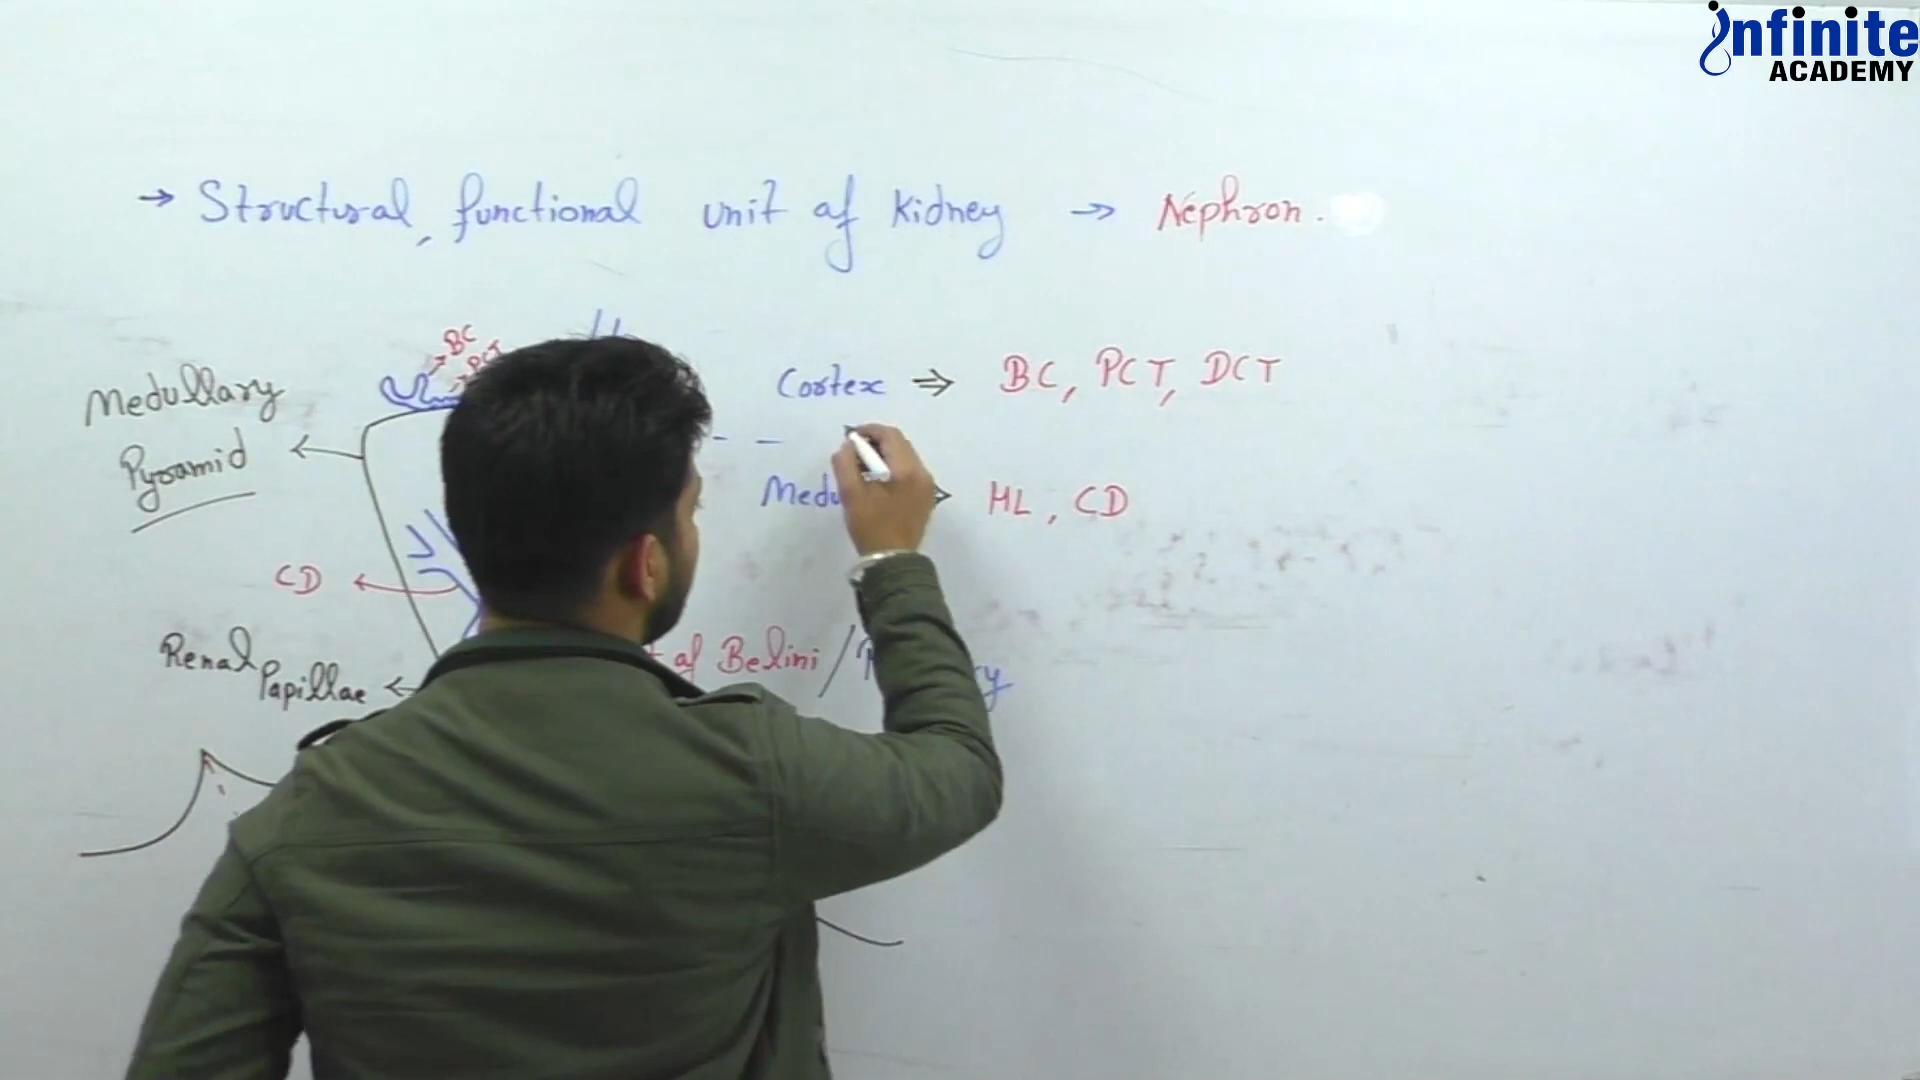 infinite
ACADEMY
→ Structural, functional unit of Kidney → Nephron.
BC
PCT
Medullary
Pyramid
Cortex ⇒ BC, PCT, DCT
HL, CD
CD
Renal
Papillae
of Belini /